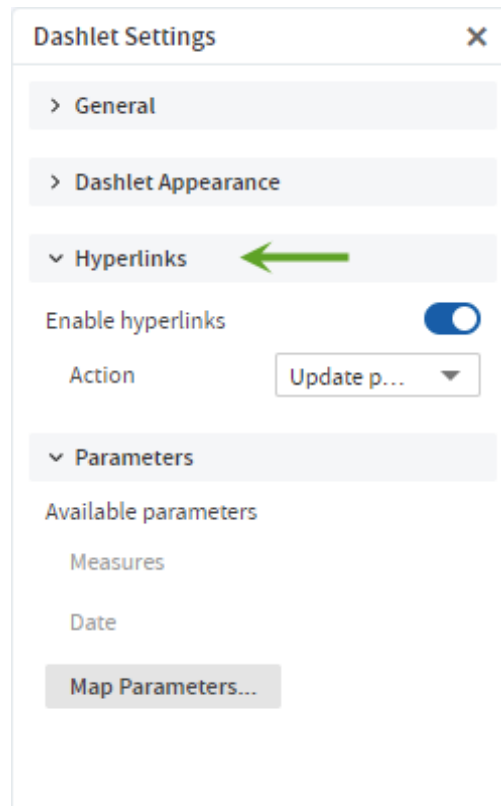 Dashlet Settings
General
Dashlet Appearance
Hyperlinks
Enable hyperlinks
Action Update p...
Parameters
Available parameters
Measures
Date
Map Parameters...